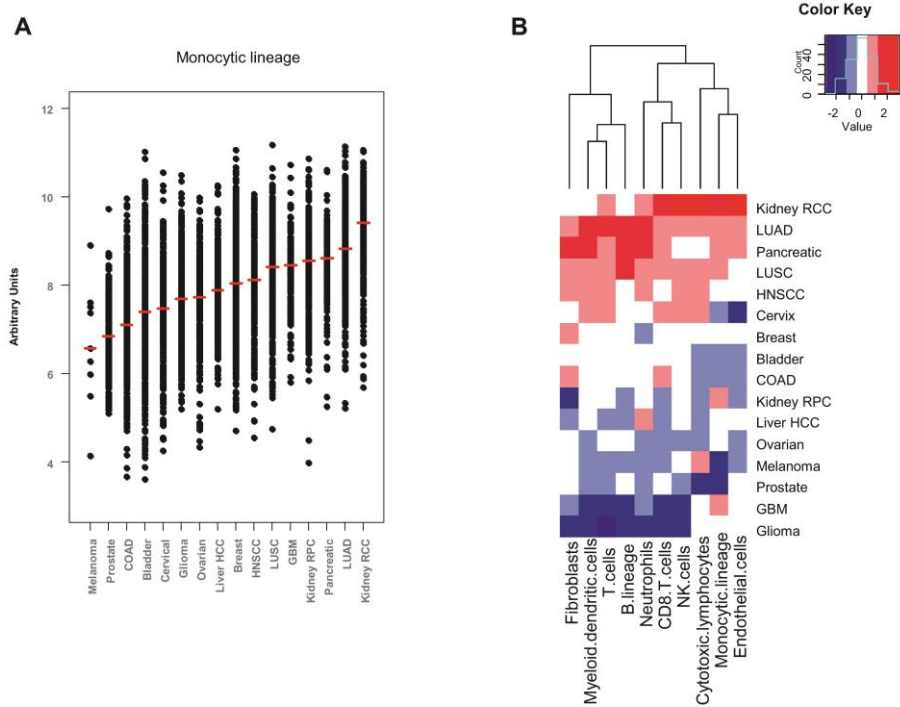 A
Monocytic lineage
Arbitrary Units
12
10
8
6
4
Melanoma
Prostate
COAD
Bladder
Cervical
Glioma
Ovarian
Liver HCC
Breast
HNSCC
LUSC
GBM
Kidney RPC
Pancreatic
LUAD
Kidney RCC
B
Color Key
Count
0 20 40
-2 0 2
Value
Kidney RCC
LUAD
Pancreatic
LUSC
HNSCC
Cervix
Breast
Bladder
COAD
Kidney RPC
Liver HCC
Ovarian
Melanoma
Prostate
GBM
Glioma
Fibroblasts
Myeloid.dendritic.cells
T.cells
B.lineage
Neutrophils
CD8.T.cells
NK.cells
Cytotoxic.lymphocytes
Monocytic.lineage
Endothelial.cells